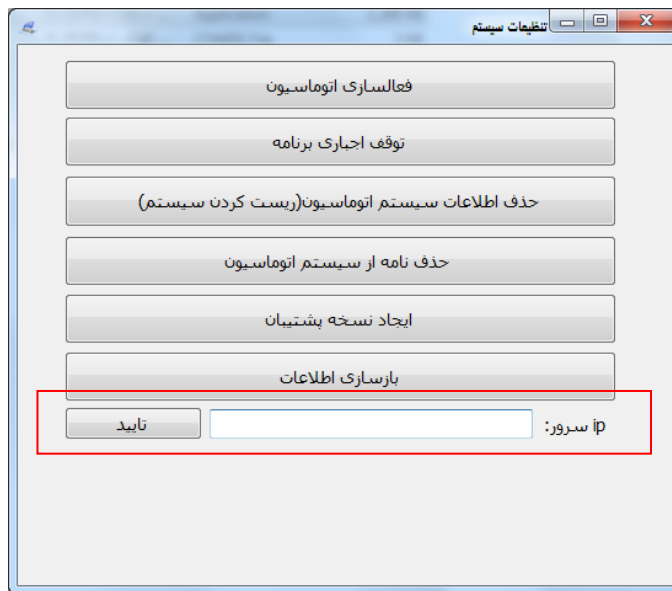 تنظیمات سیستم
فعالسازی اتوماسیون
توقف اجباری برنامه
حذف اطلاعات سیستم اتوماسیون(ریست کردن سیستم)
حذف نامه از سیستم اتوماسیون
ایجاد نسخه پشتیبان
بازسازی اطلاعات
ip سرور: تایید